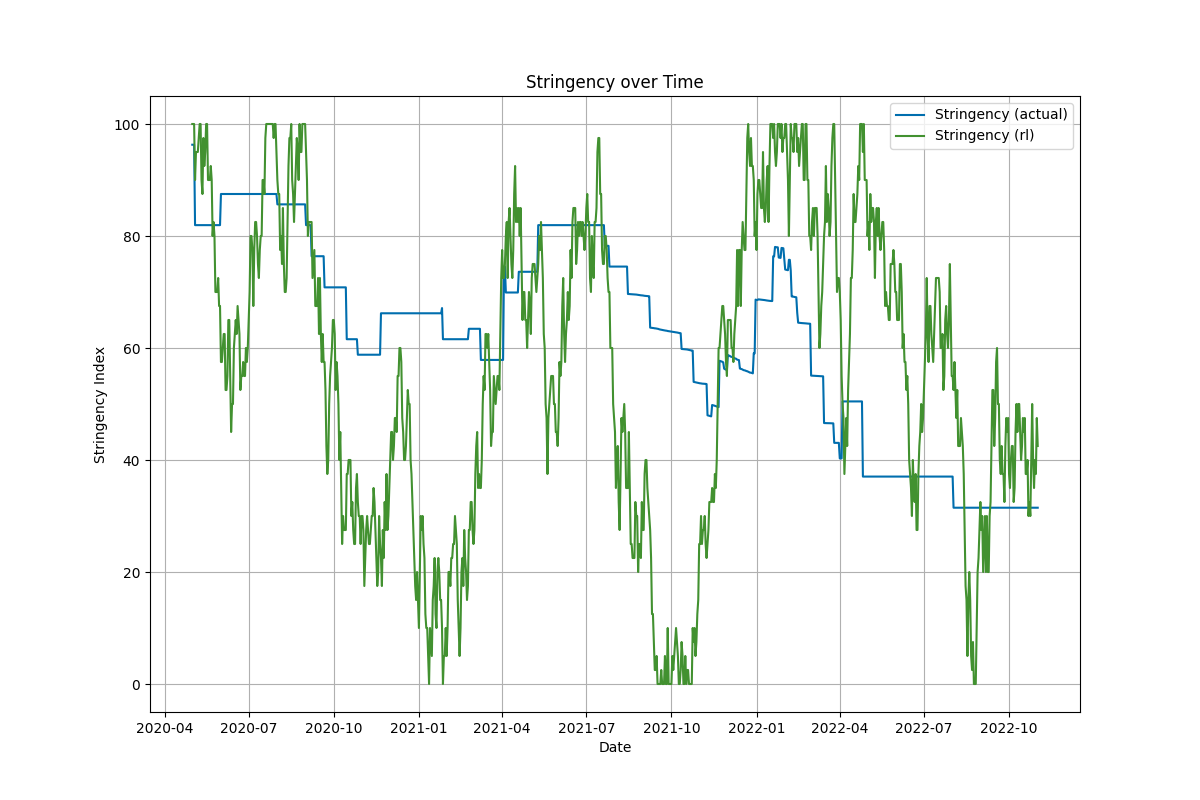 Stringency over Time
Stringency (actual)
Stringency (rl)
Stringency Index
100
80
60
40
20
0
2020-04 2020-07 2020-10 2021-01 2021-04 2021-07 2021-10 2022-01 2022-04 2022-07 2022-10
Date